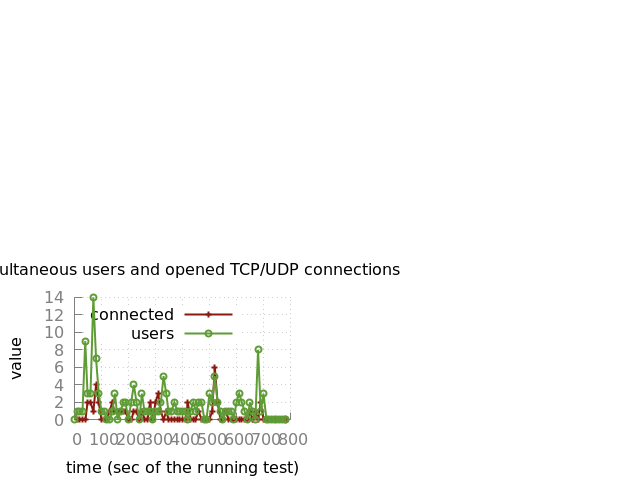 ultaneous users and opened TCP/UDP connections
14
12
10
8
6
4
2
0
value
connected
users
0 100 200 300 400 500 600 700 800
time (sec of the running test)